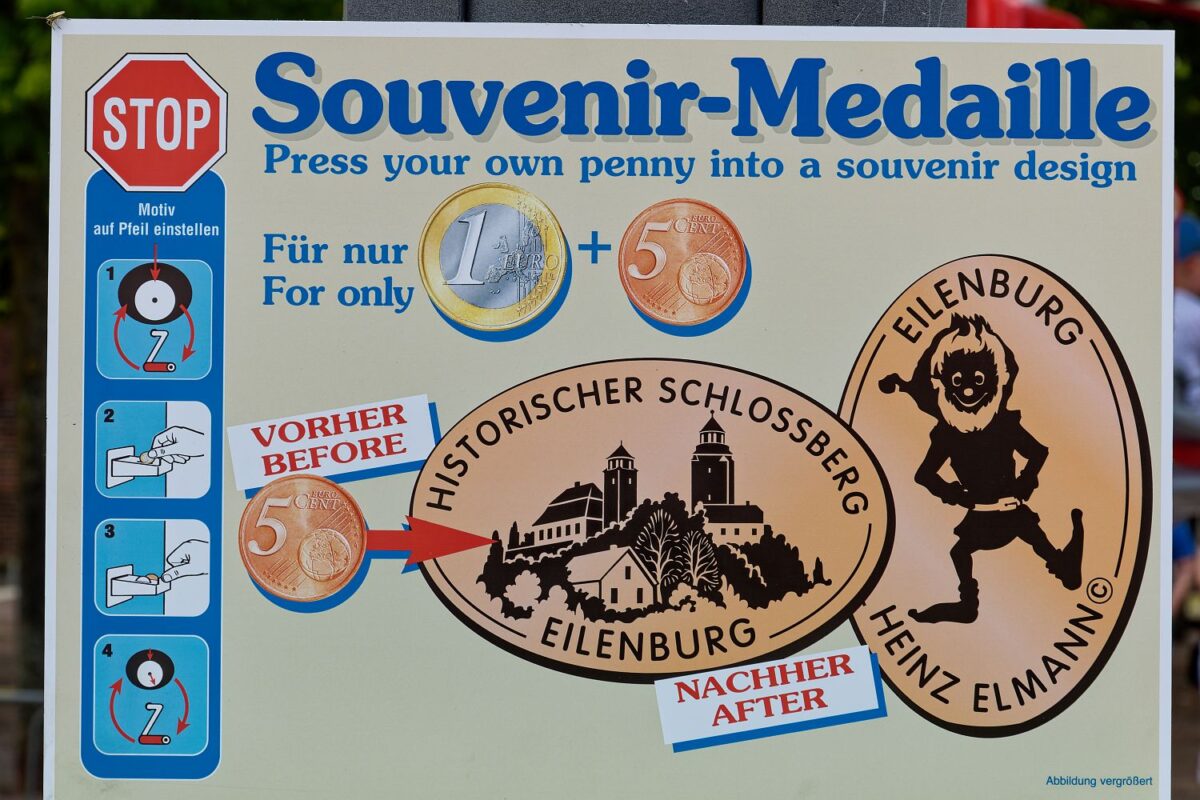 STOP
Souvenir-Medaille
Press your own penny into a souvenir design
Motiv
auf Pfeil einstellen
1
2
3
4
Für nur
For only
1
EURO
+
5
EURO
CENT
VORHER
BEFORE
5
EURO
CENT
HISTORISCHER SCHLOSSBERG
EILENBURG
NACHHER
AFTER
EILENBURG
HEINZ ELMANN©
Abbildung vergrößert